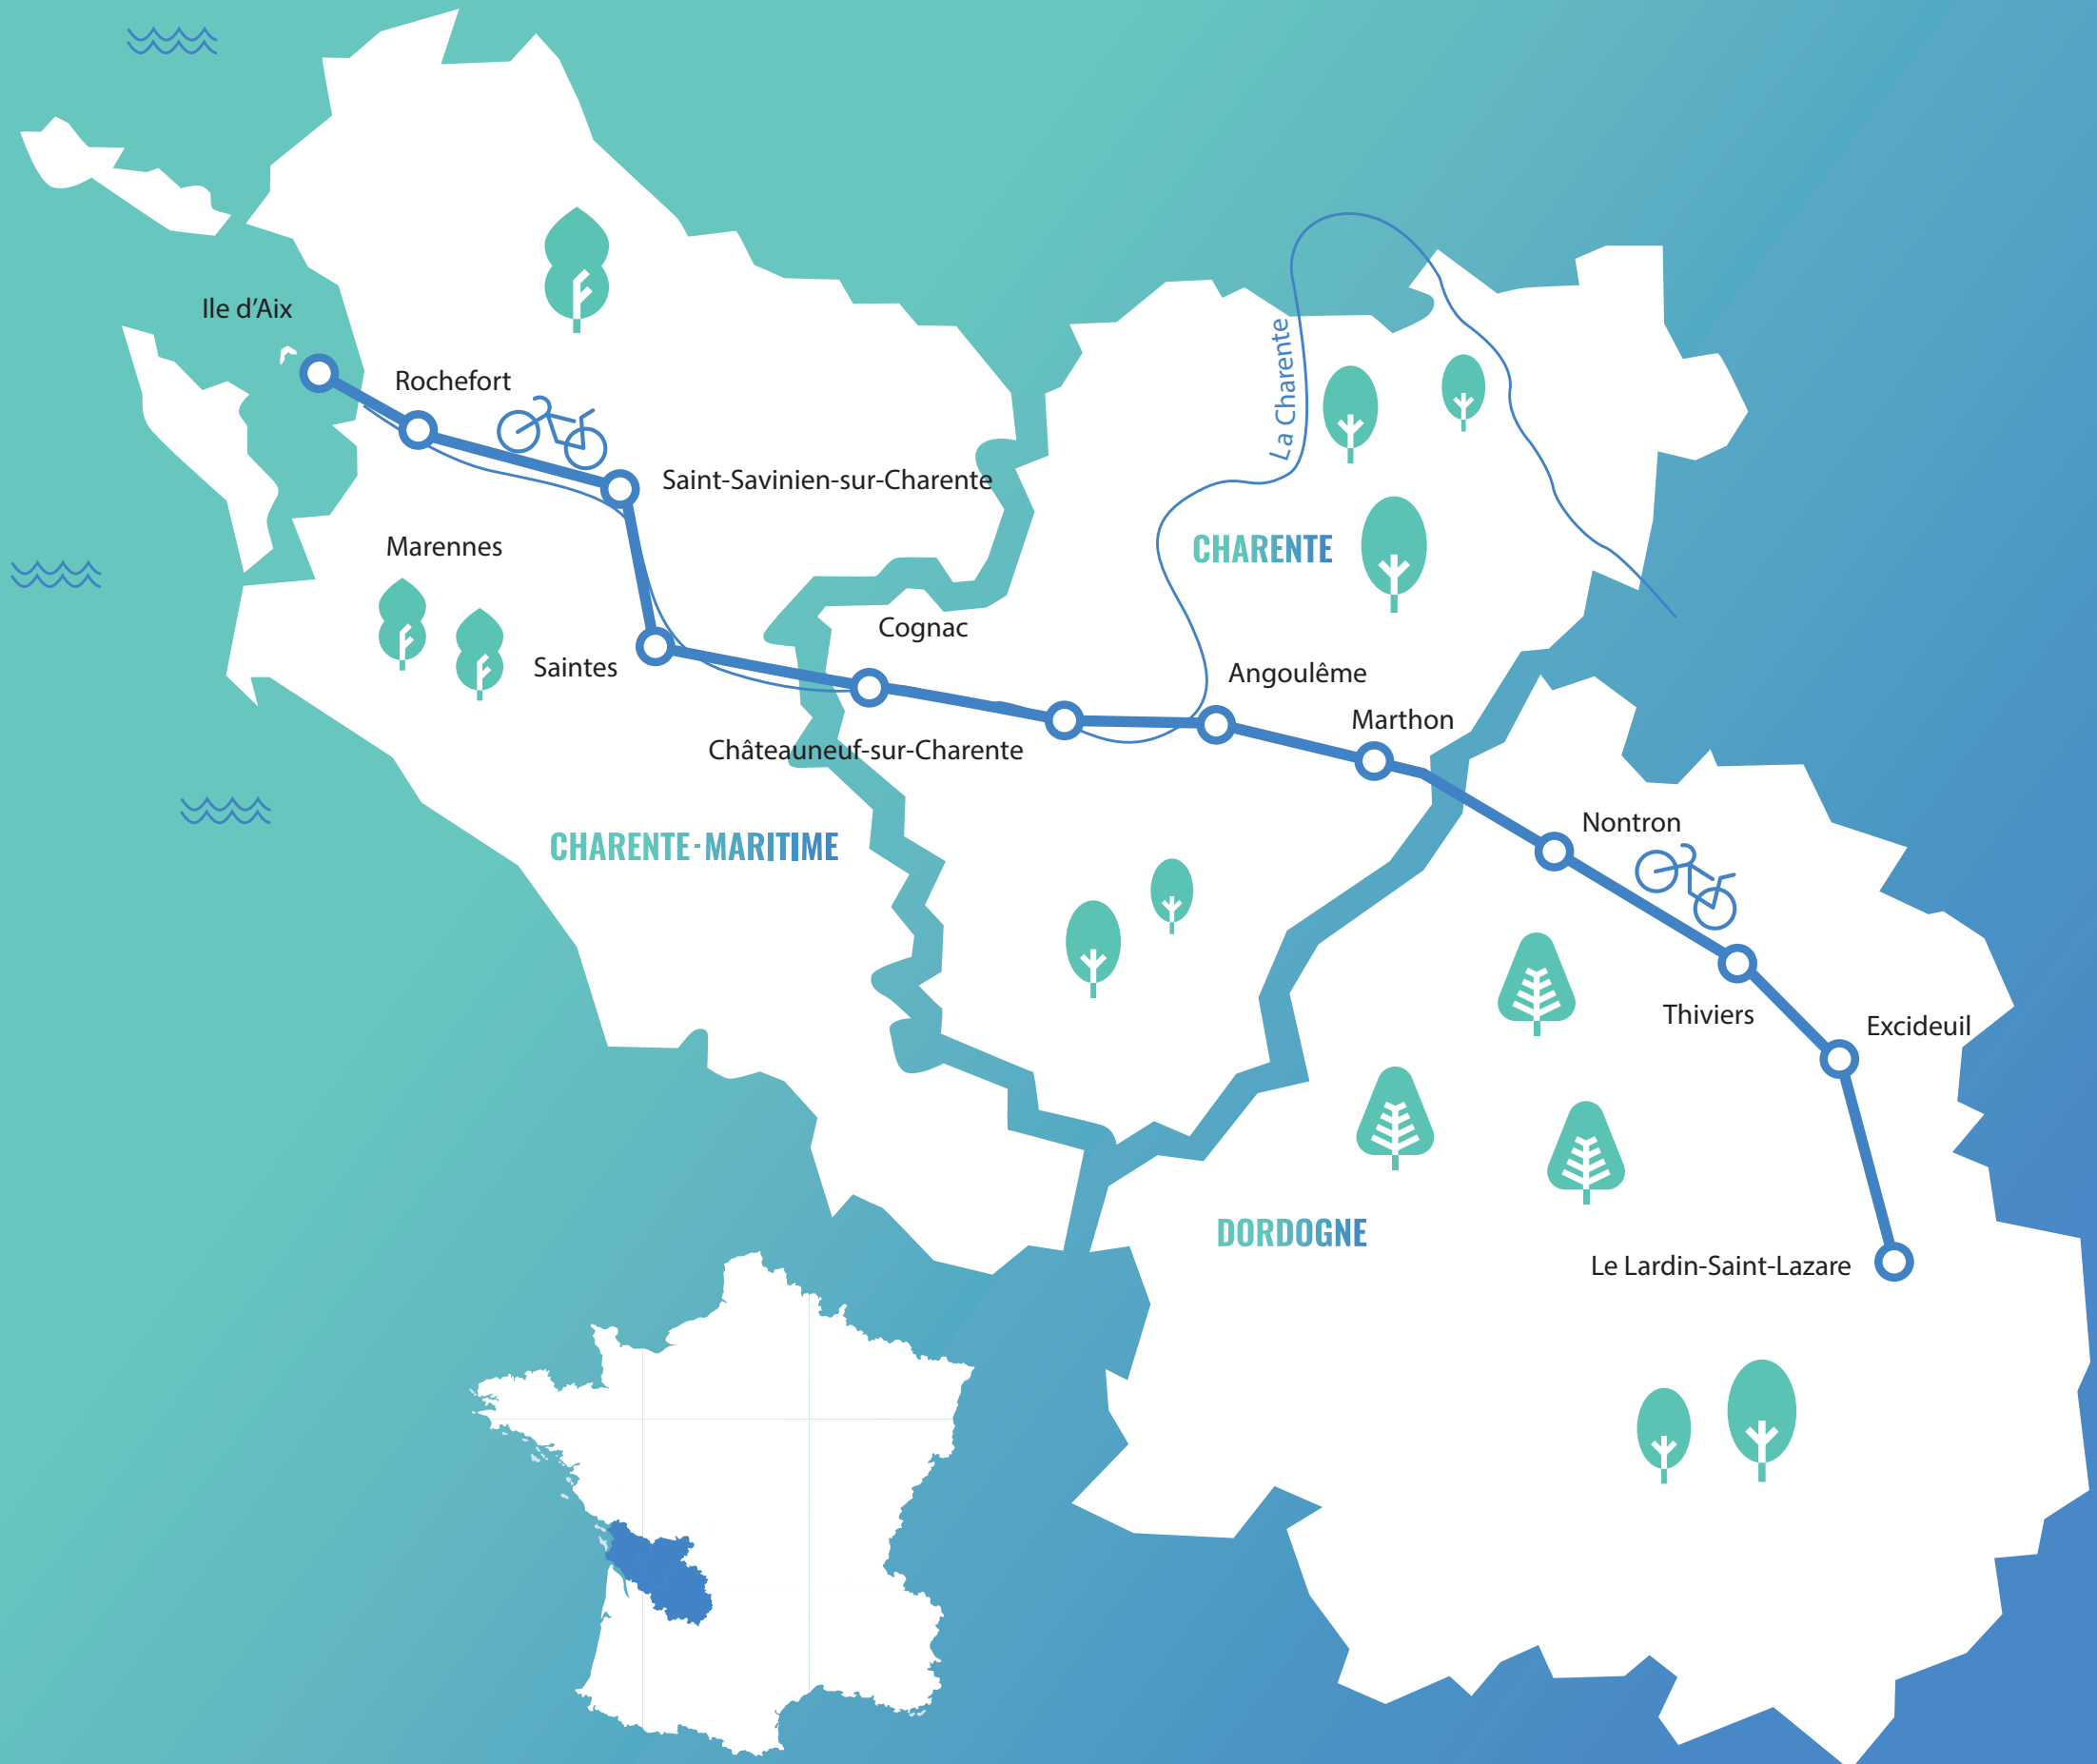 Ile d’Aix
Rochefort
Saint-Savinien-sur-Charente
La Charente
Marennes
CHARENTE
Cognac
Saintes
Angoulême
Marthon
Châteauneuf-sur-Charente
Nontron
CHARENTE-MARITIME
Thiviers
Excideuil
DORDOGNE
Le Lardin-Saint-Lazare